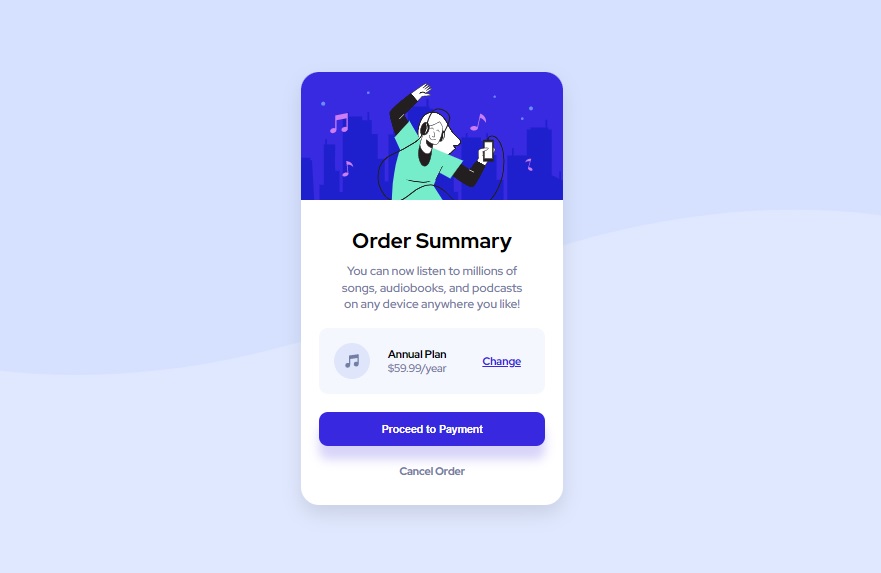 Order Summary
You can now listen to millions of
songs, audiobooks, and podcasts
on any device anywhere you like!
Annual Plan
$59.99/year
Change
Proceed to Payment
Cancel Order